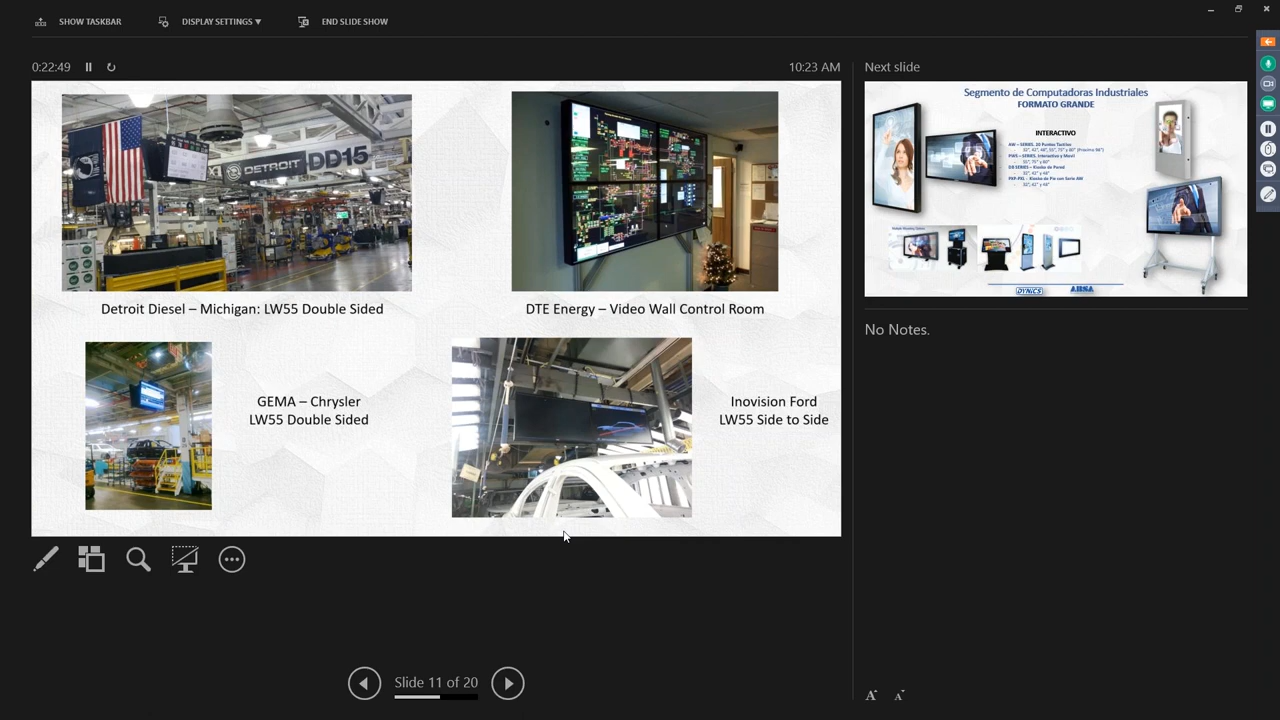 SHOW TASKBAR
DISPLAY SETTINGS ▼
END SLIDE SHOW
0:22:49
10:23 AM
DETROIT
Detroit Diesel – Michigan: LW55 Double Sided
DTE Energy – Video Wall Control Room
GEMA – Chrysler
LW55 Double Sided
Inovision Ford
LW55 Side to Side
Slide 11 of 20
Next slide
Segmento de Computadoras Industriales
FORMATO GRANDE
INTERACTIVO
DYNICS
No Notes.